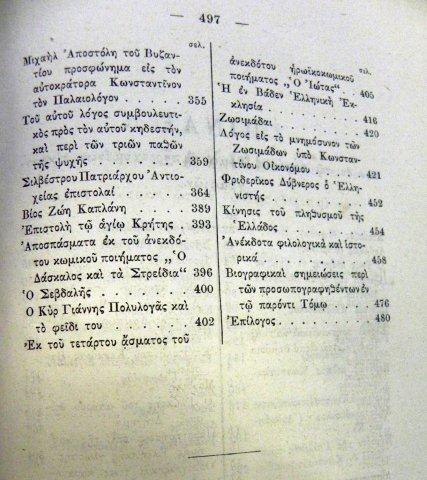 — 497 —
σελ.
Μιχαὴλ Ἀποστόλη τοῦ Βυζαν-
τίου προσφώνημα εἰς τὸν
αὐτοκράτορα Κωνσταντῖνον
τὸν Παλαιολόγον. . . . . . 355
Τοῦ αὐτοῦ λόγος συμβουλευτι-
κὸς πρὸς τὸν αὐτοῦ κηδεστήν,
καὶ περὶ τῶν τριῶν παθῶν
τῆς ψυχῆς . . . . . . . . 359
Σιλβέστρου Πατριάρχου Ἀντιο-
χείας ἐπιστολαί . . . . . . 364
Βίος Ζώη Καπλάνη . . . . 389
Ἐπιστολὴ τῷ ἁγίῳ Κρήτης . 393
Ἀποσπάσματα ἐκ τοῦ ἀνεκδό-
του κωμικοῦ ποιήματος „Ὁ
Δάσκαλος καὶ τὰ Στρείδια“ 396
Ὁ Σεβδαλῆς . . . . . . . . 400
Ὁ Κὺρ Γιάννης Πολυλογᾶς καὶ
τὸ φεῖδί του . . . . . . . 402
Ἐκ τοῦ τετάρτου ᾄσματος τοῦ
σελ.
ἀνεκδότου ἡρωϊκοκωμικοῦ
ποιήματος „Ὁ Ἰώτας“ . . 405
Ἡ ἐν Βάδεν Ἑλληνικὴ Ἐκ-
κλησία . . . . . . . . . . 416
Ζωσιμάδαι . . . . . . . . . 420
Λόγος εἰς τὸ μνημόσυνον τῶν
Ζωσιμάδων ὑπὸ Κωνσταν-
τίνου Οἰκονόμου . . . . . 421
Φριδερῖκος Δύβνερος ὁ Ἑλλη-
νιστής . . . . . . . . . . 452
Κίνησις τοῦ πληθυσμοῦ τῆς
Ἑλλάδος . . . . . . . . . 454
Ἀνέκδοτα φιλολογικὰ καὶ ἱστο-
ρικά . . . . . . . . . . . 458
Βιογραφικαὶ σημειώσεις περὶ
τῶν προσωπογραφηθέντων ἐν
τῷ παρόντι Τόμῳ . . . . . 476
Ἐπίλογος . . . . . . . . . 480